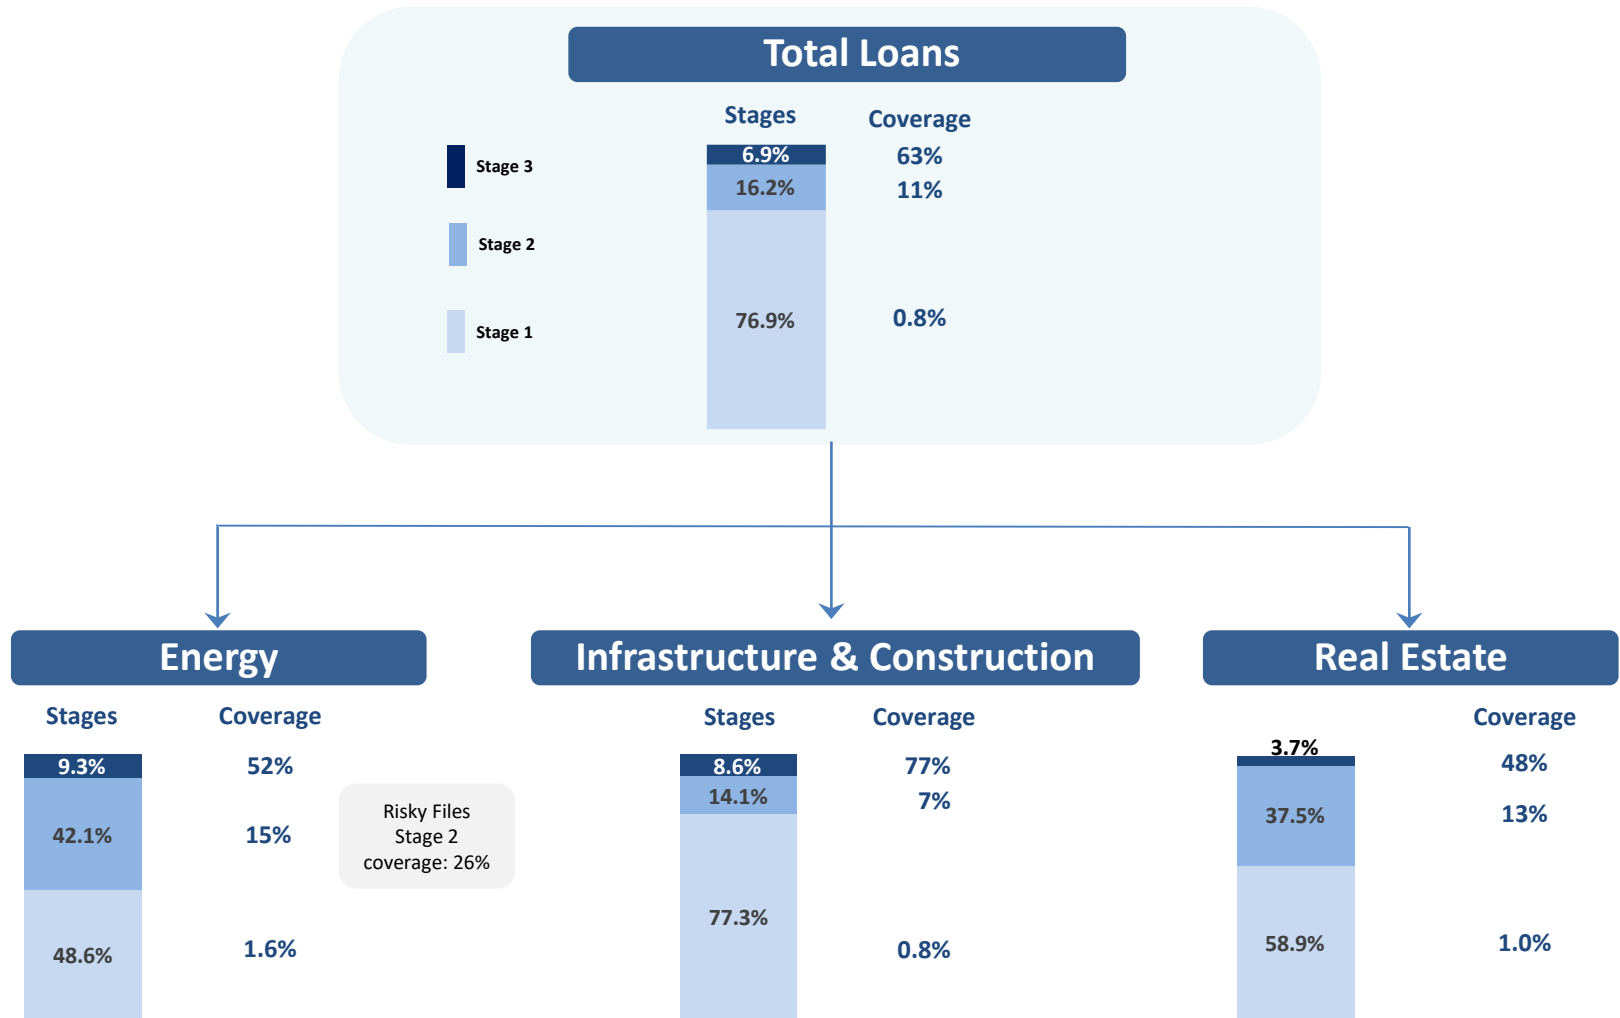 Total Loans
Stages
Coverage
Stage 3
6.9%
63%
16.2%
11%
Stage 2
76.9%
0.8%
Stage 1
Energy
Stages
Coverage
9.3%
52%
42.1%
15%
Risky Files
Stage 2
coverage: 26%
48.6%
1.6%
Infrastructure & Construction
Stages
Coverage
8.6%
77%
14.1%
7%
77.3%
0.8%
Real Estate
Coverage
3.7%
48%
37.5%
13%
58.9%
1.0%